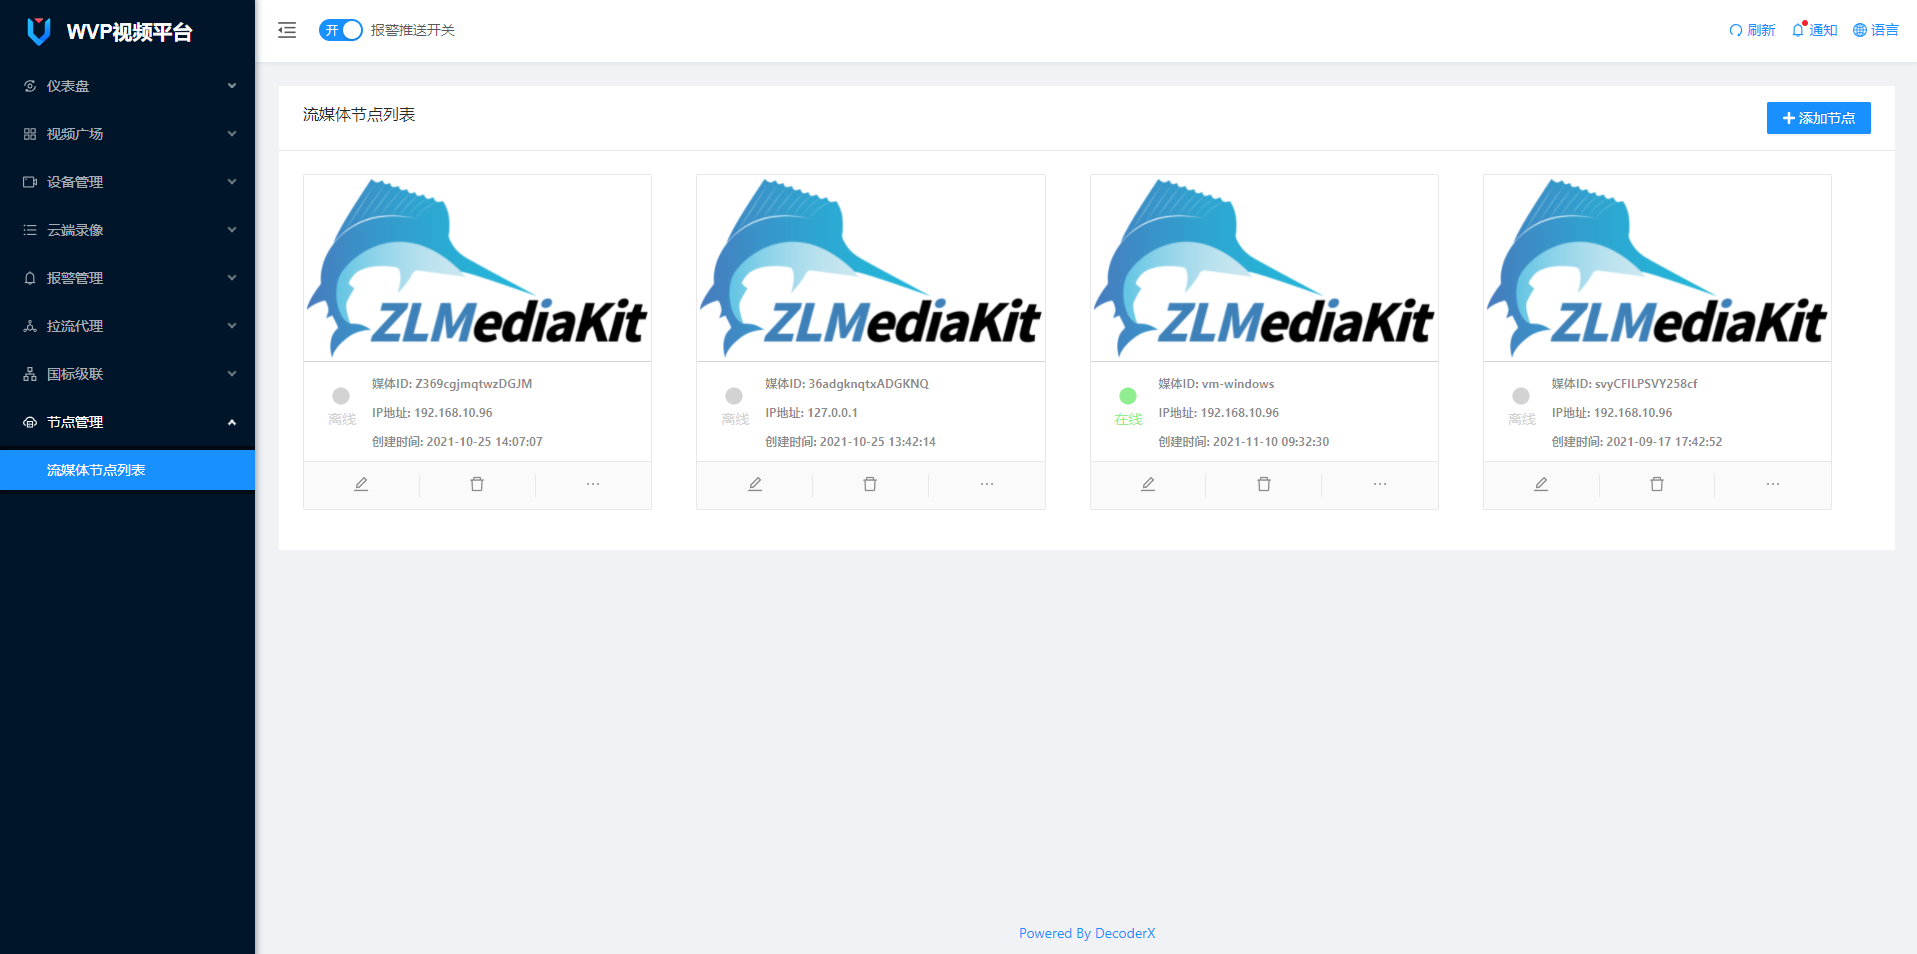 WVP视频平台
开 报警推送开关
刷新 通知 语言
仪表盘
视频广场
设备管理
云端录像
报警管理
拉流代理
国标级联
节点管理
流媒体节点列表
流媒体节点列表
添加节点
ZLMediaKit
离线
媒体ID: Z369cgjmqtwzDGJM
IP地址: 192.168.10.96
创建时间: 2021-10-25 14:07:07
ZLMediaKit
离线
媒体ID: 36adgknqtxADGKNQ
IP地址: 127.0.0.1
创建时间: 2021-10-25 13:42:14
ZLMediaKit
在线
媒体ID: vm-windows
IP地址: 192.168.10.96
创建时间: 2021-11-10 09:32:30
ZLMediaKit
离线
媒体ID: svyCFILPSVY258cf
IP地址: 192.168.10.96
创建时间: 2021-09-17 17:42:52
Powered By DecoderX